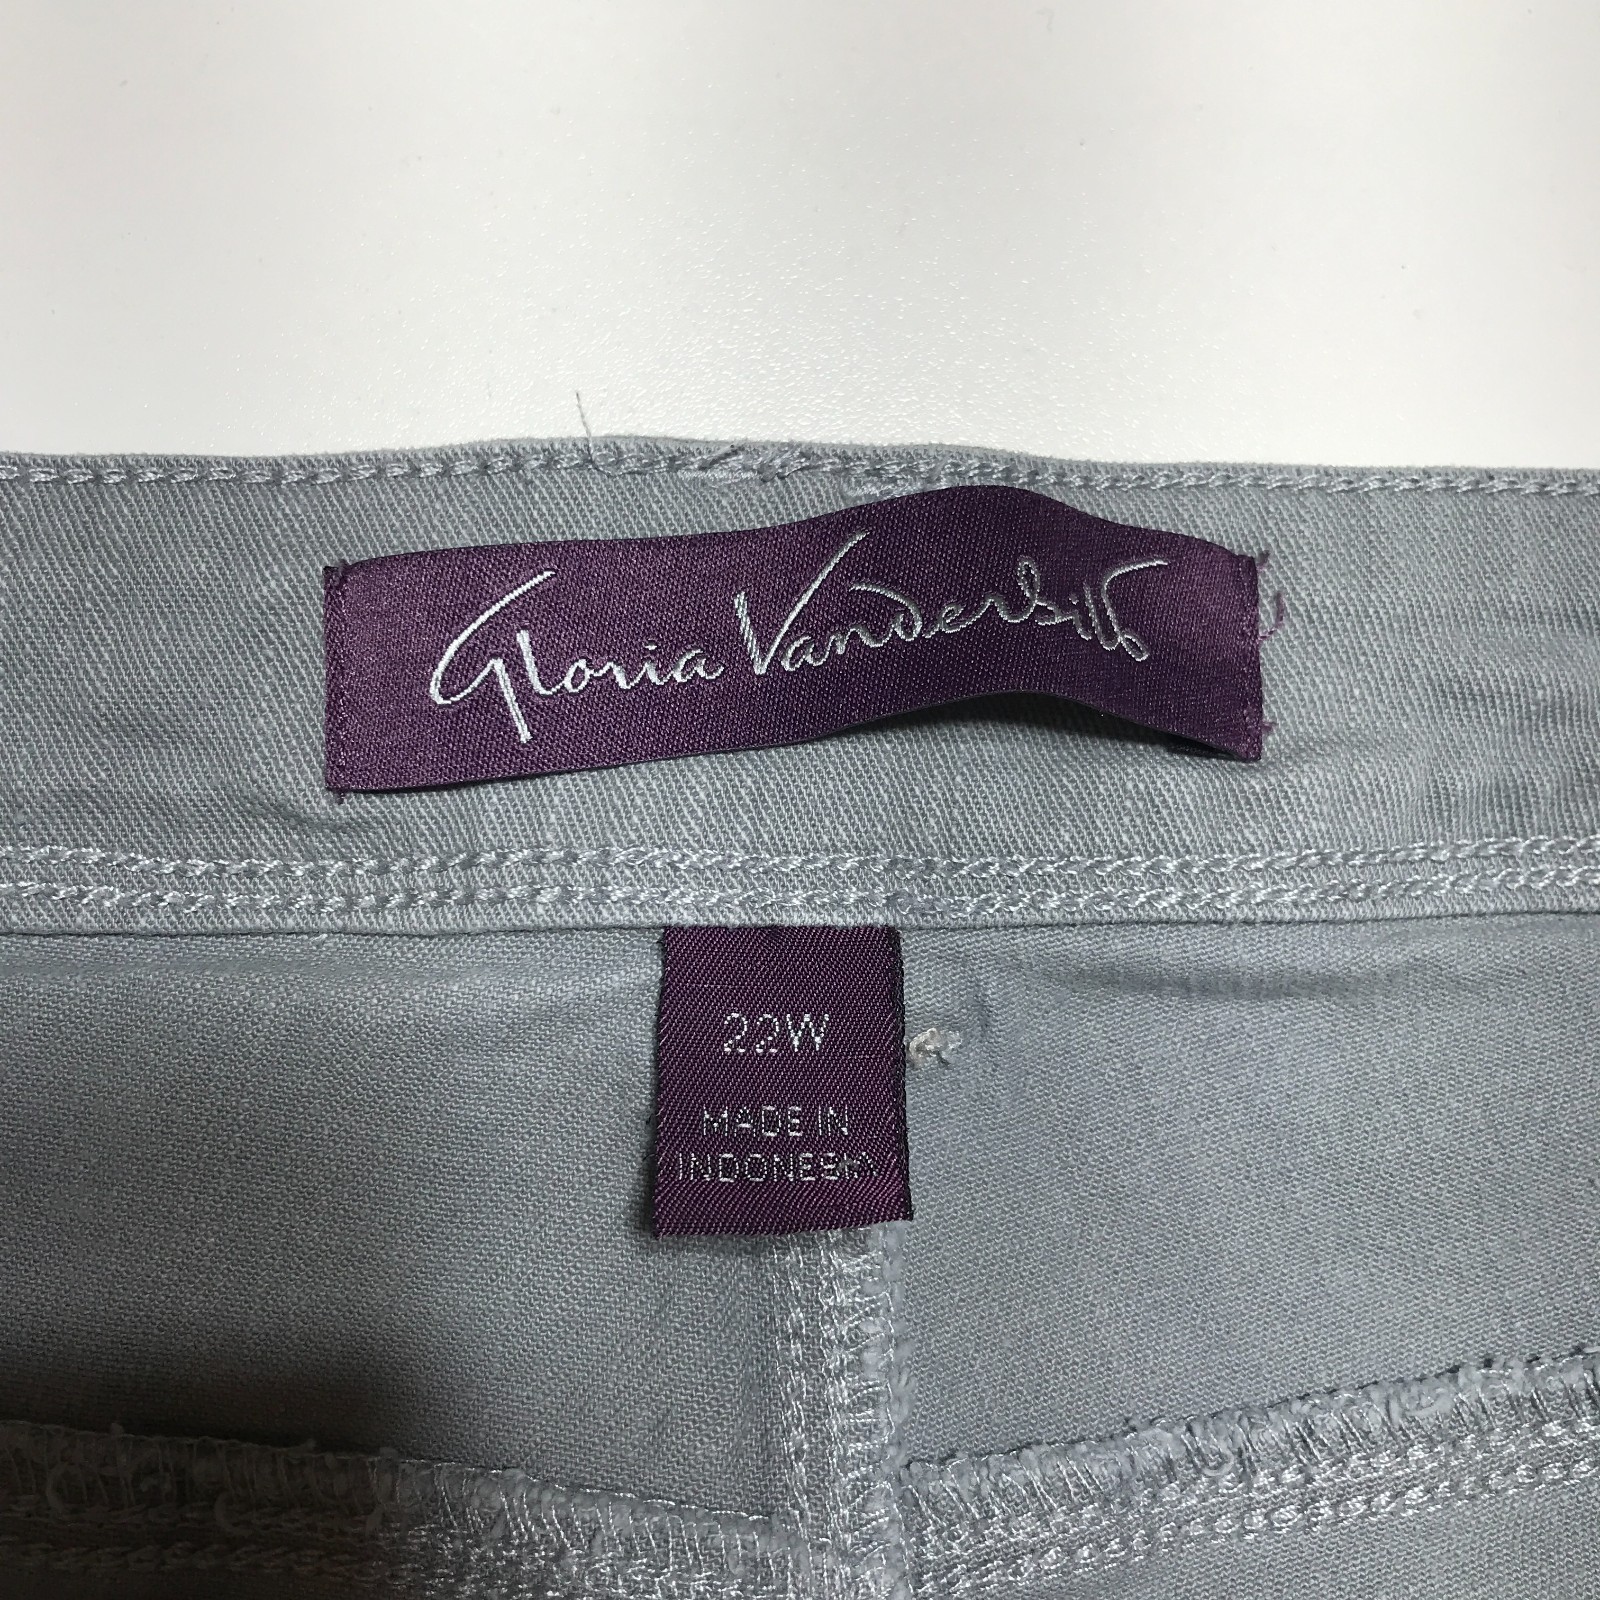 Gloria Vanderbilt
22W
MADE IN
INDONESIA